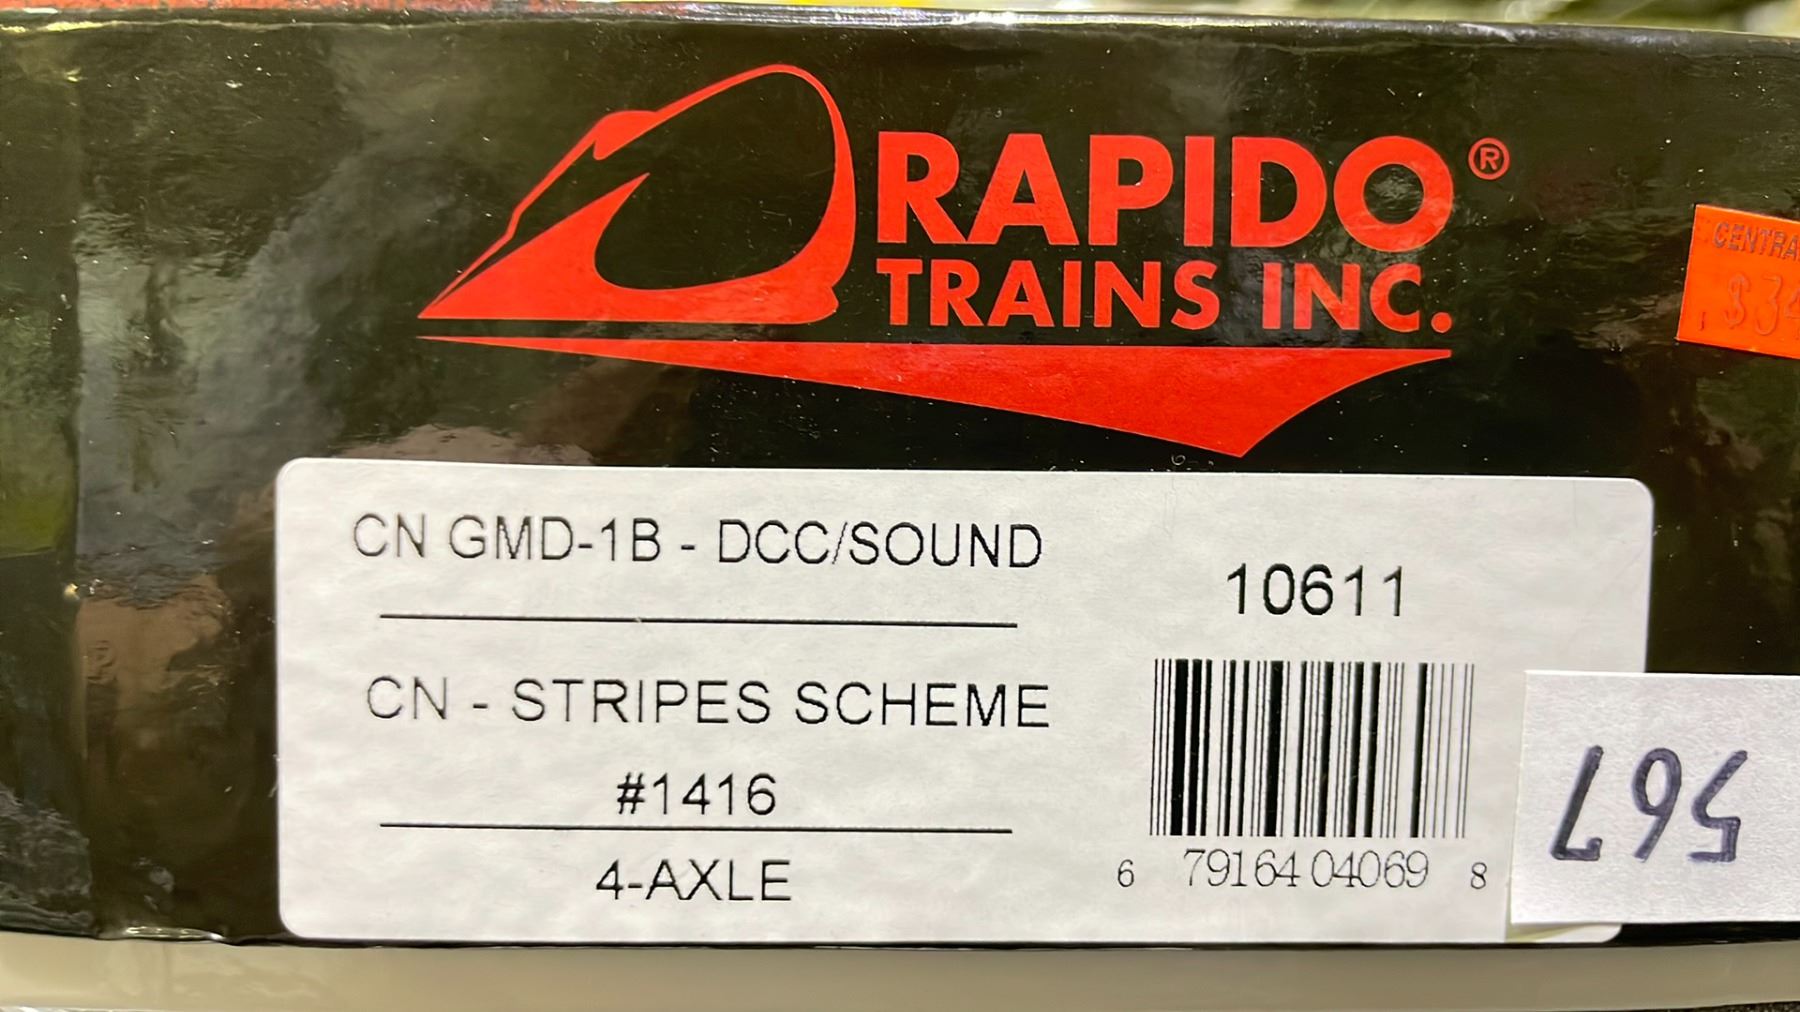 RAPIDO®
TRAINS INC.
CN GMD-1B - DCC/SOUND
CN - STRIPES SCHEME
#1416
4-AXLE
10611
6 79164 04069 8
567